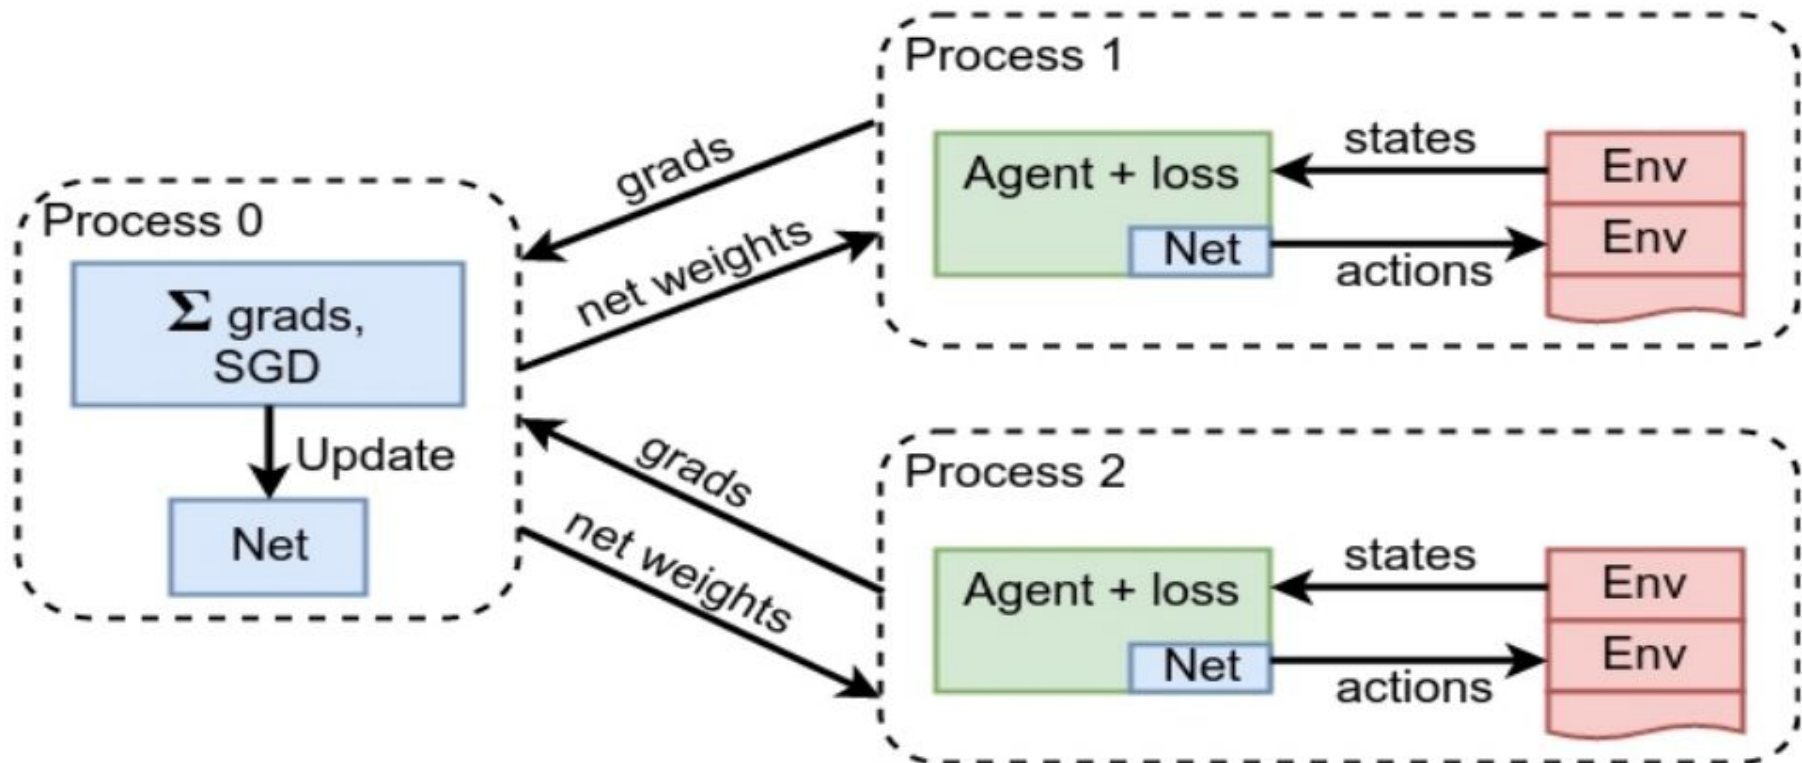 Process 0
Σ grads,
SGD
Update
Net
grads
net weights
grads
net weights
Process 1
Agent + loss
Net
states
actions
Env
Env
Process 2
Agent + loss
Net
states
actions
Env
Env